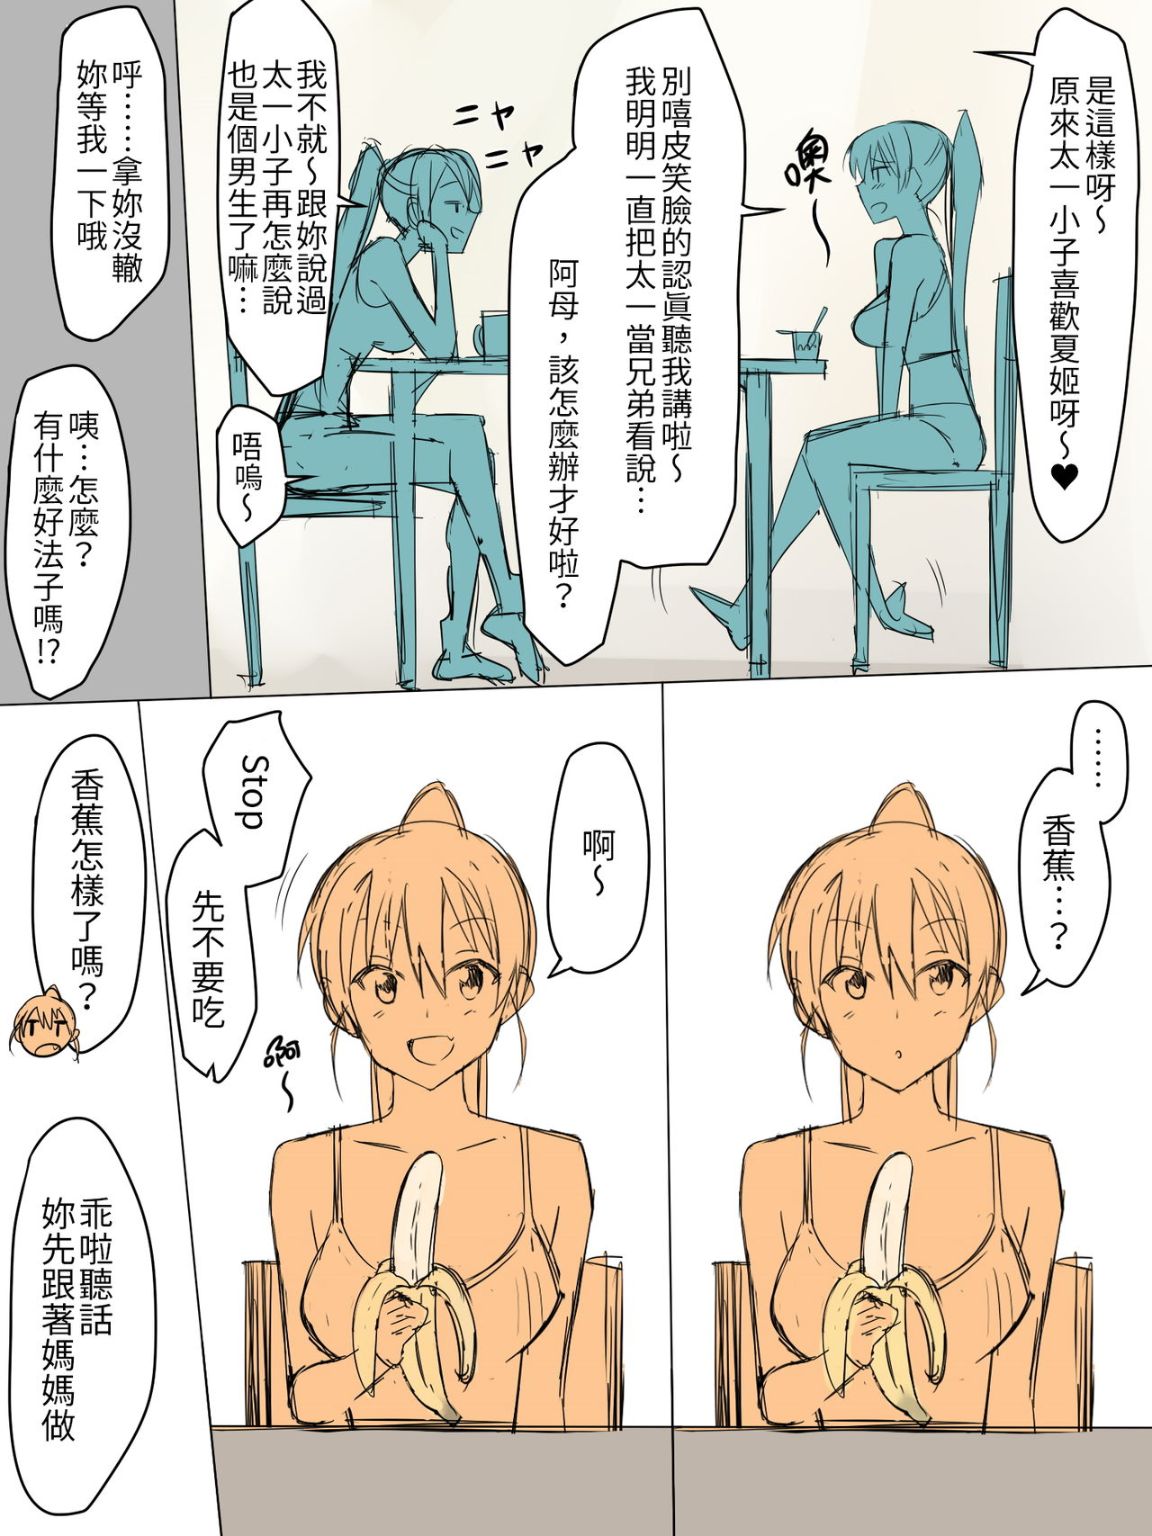 是這樣呀～
原來太一小子喜歡夏姬呀～♥
噢～
別嘻皮笑臉的認真聽我講啦～
我明明一直把太一當兄弟看說…
阿母，該怎麼辦才好啦？
ニヤ
ニヤ
我不就～跟妳說過
太一小子再怎麼說
也是個男生了嘛…
唔嗚～
呼……拿妳沒轍
妳等我一下哦
咦…怎麼？
有什麼好法子嗎!?
……
香蕉…？
啊～
Stop
先不要吃
啊～
香蕉怎樣了嗎？
乖啦聽話
妳先跟著媽媽做